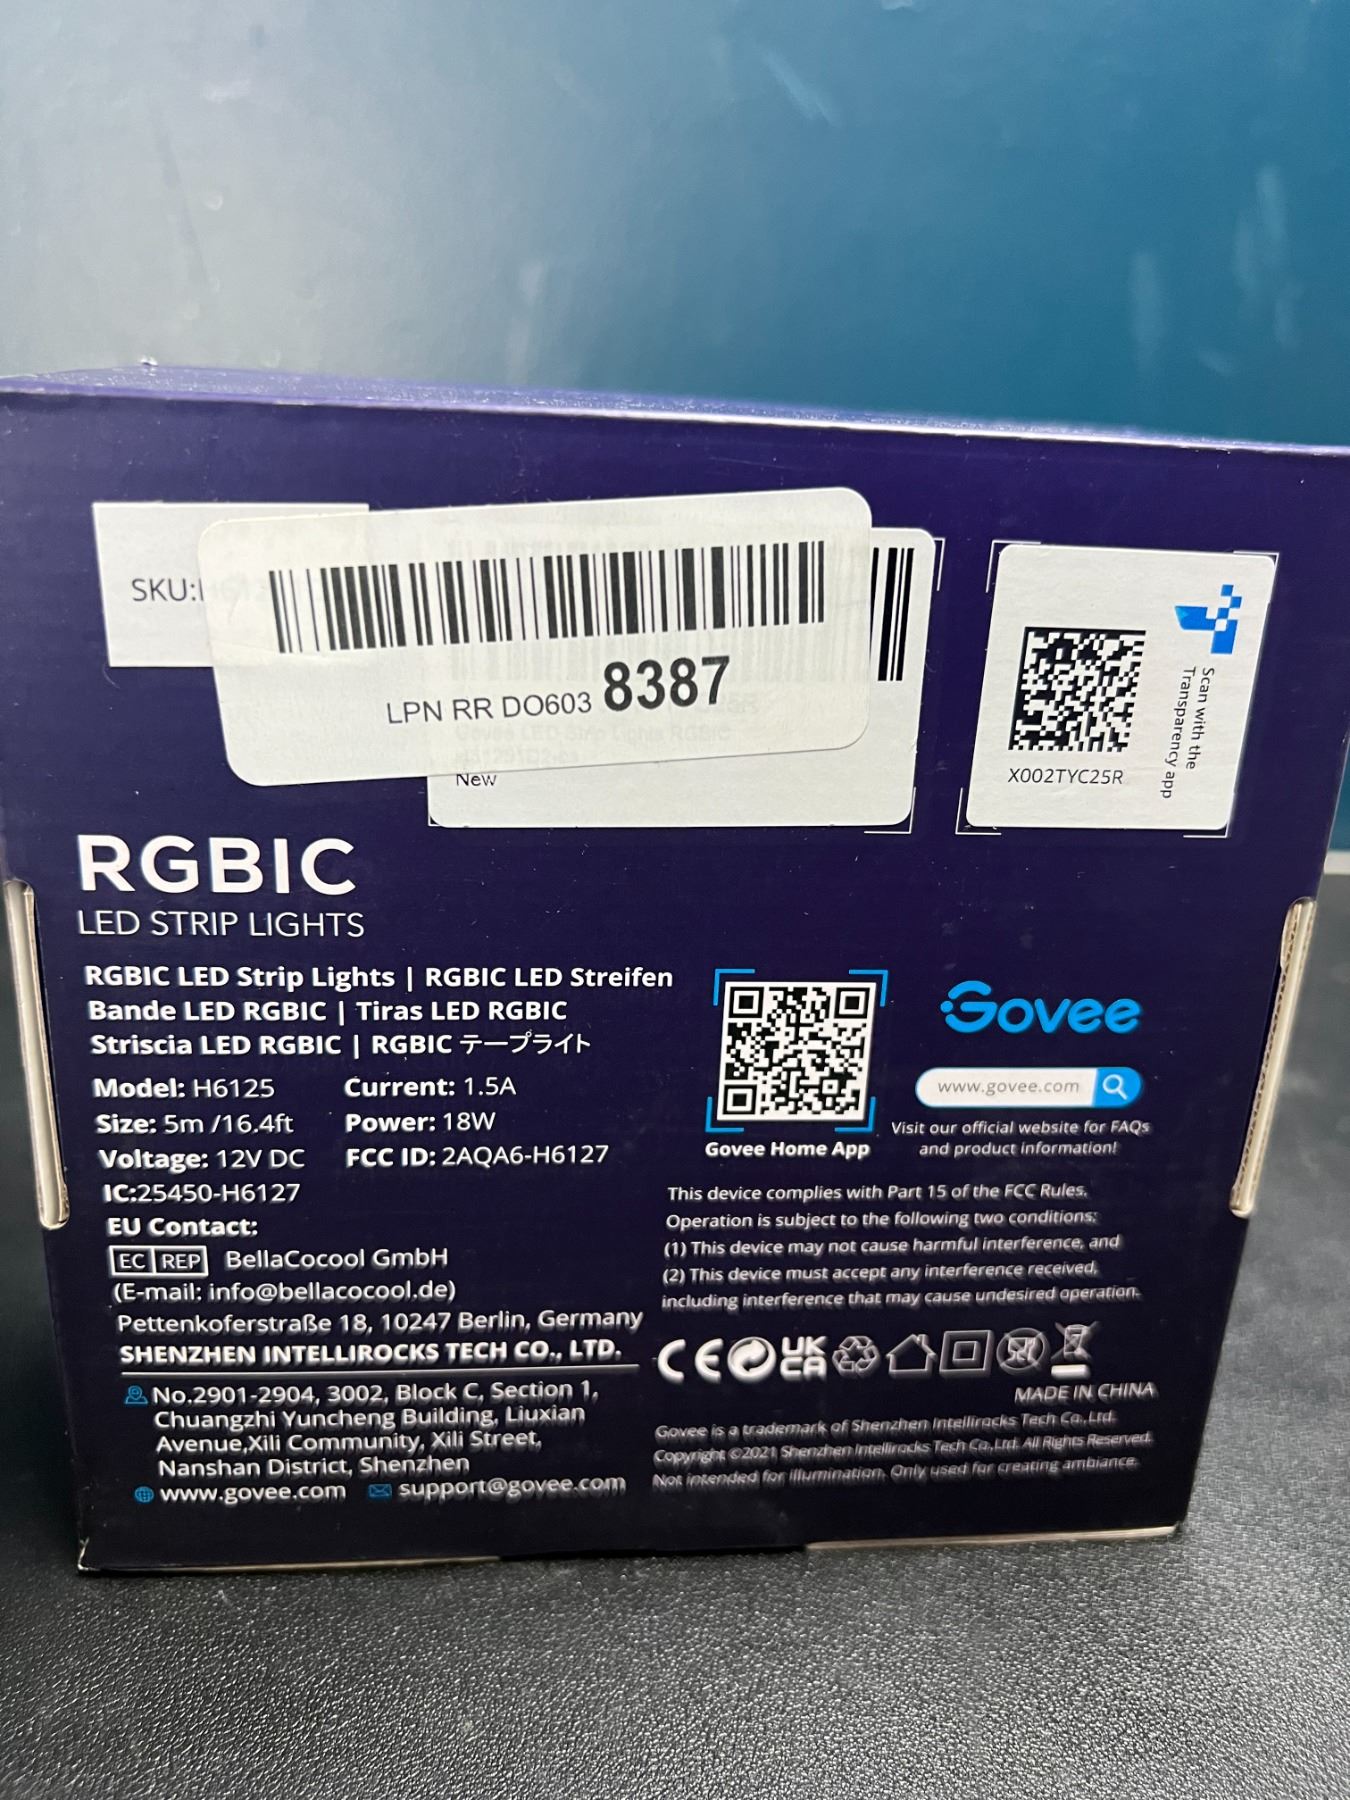 SKU:H
LPN RR DO603 8387
New
X002TYC25R
Scan with the
Transparency app
RGBIC
LED STRIP LIGHTS
RGBIC LED Strip Lights | RGBIC LED Streifen
Bande LED RGBIC | Tiras LED RGBIC
Striscia LED RGBIC | RGBIC テープライト
Model: H6125 Current: 1.5A
Size: 5m /16.4ft Power: 18W
Voltage: 12V DC FCC ID: 2AQA6-H6127
IC:25450-H6127
EU Contact:
EC REP BellaCocool GmbH
(E-mail: info@bellacocool.de)
Pettenkoferstraße 18, 10247 Berlin, Germany
SHENZHEN INTELLIROCKS TECH CO., LTD.
No.2901-2904, 3002, Block C, Section 1,
Chuangzhi Yuncheng Building, Liuxian
Avenue,Xili Community, Xili Street,
Nanshan District, Shenzhen
www.govee.com support@govee.com
Govee Home App
Govee
www.govee.com
Visit our official website for FAQs
and product information!
This device complies with Part 15 of the FCC Rules.
Operation is subject to the following two conditions:
(1) This device may not cause harmful interference, and
(2) This device must accept any interference received,
including interference that may cause undesired operation.
CE UK
CA
MADE IN CHINA
Govee is a trademark of Shenzhen Intellirocks Tech Co., Ltd.
Copyright ©2021 Shenzhen Intellirocks Tech Co., Ltd. All Rights Reserved.
Not intended for illumination. Only used for creating ambiance.